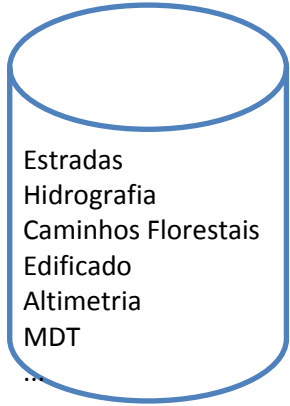 Estradas
Hidrografia
Caminhos Florestais
Edificado
Altimetria
MDT
...